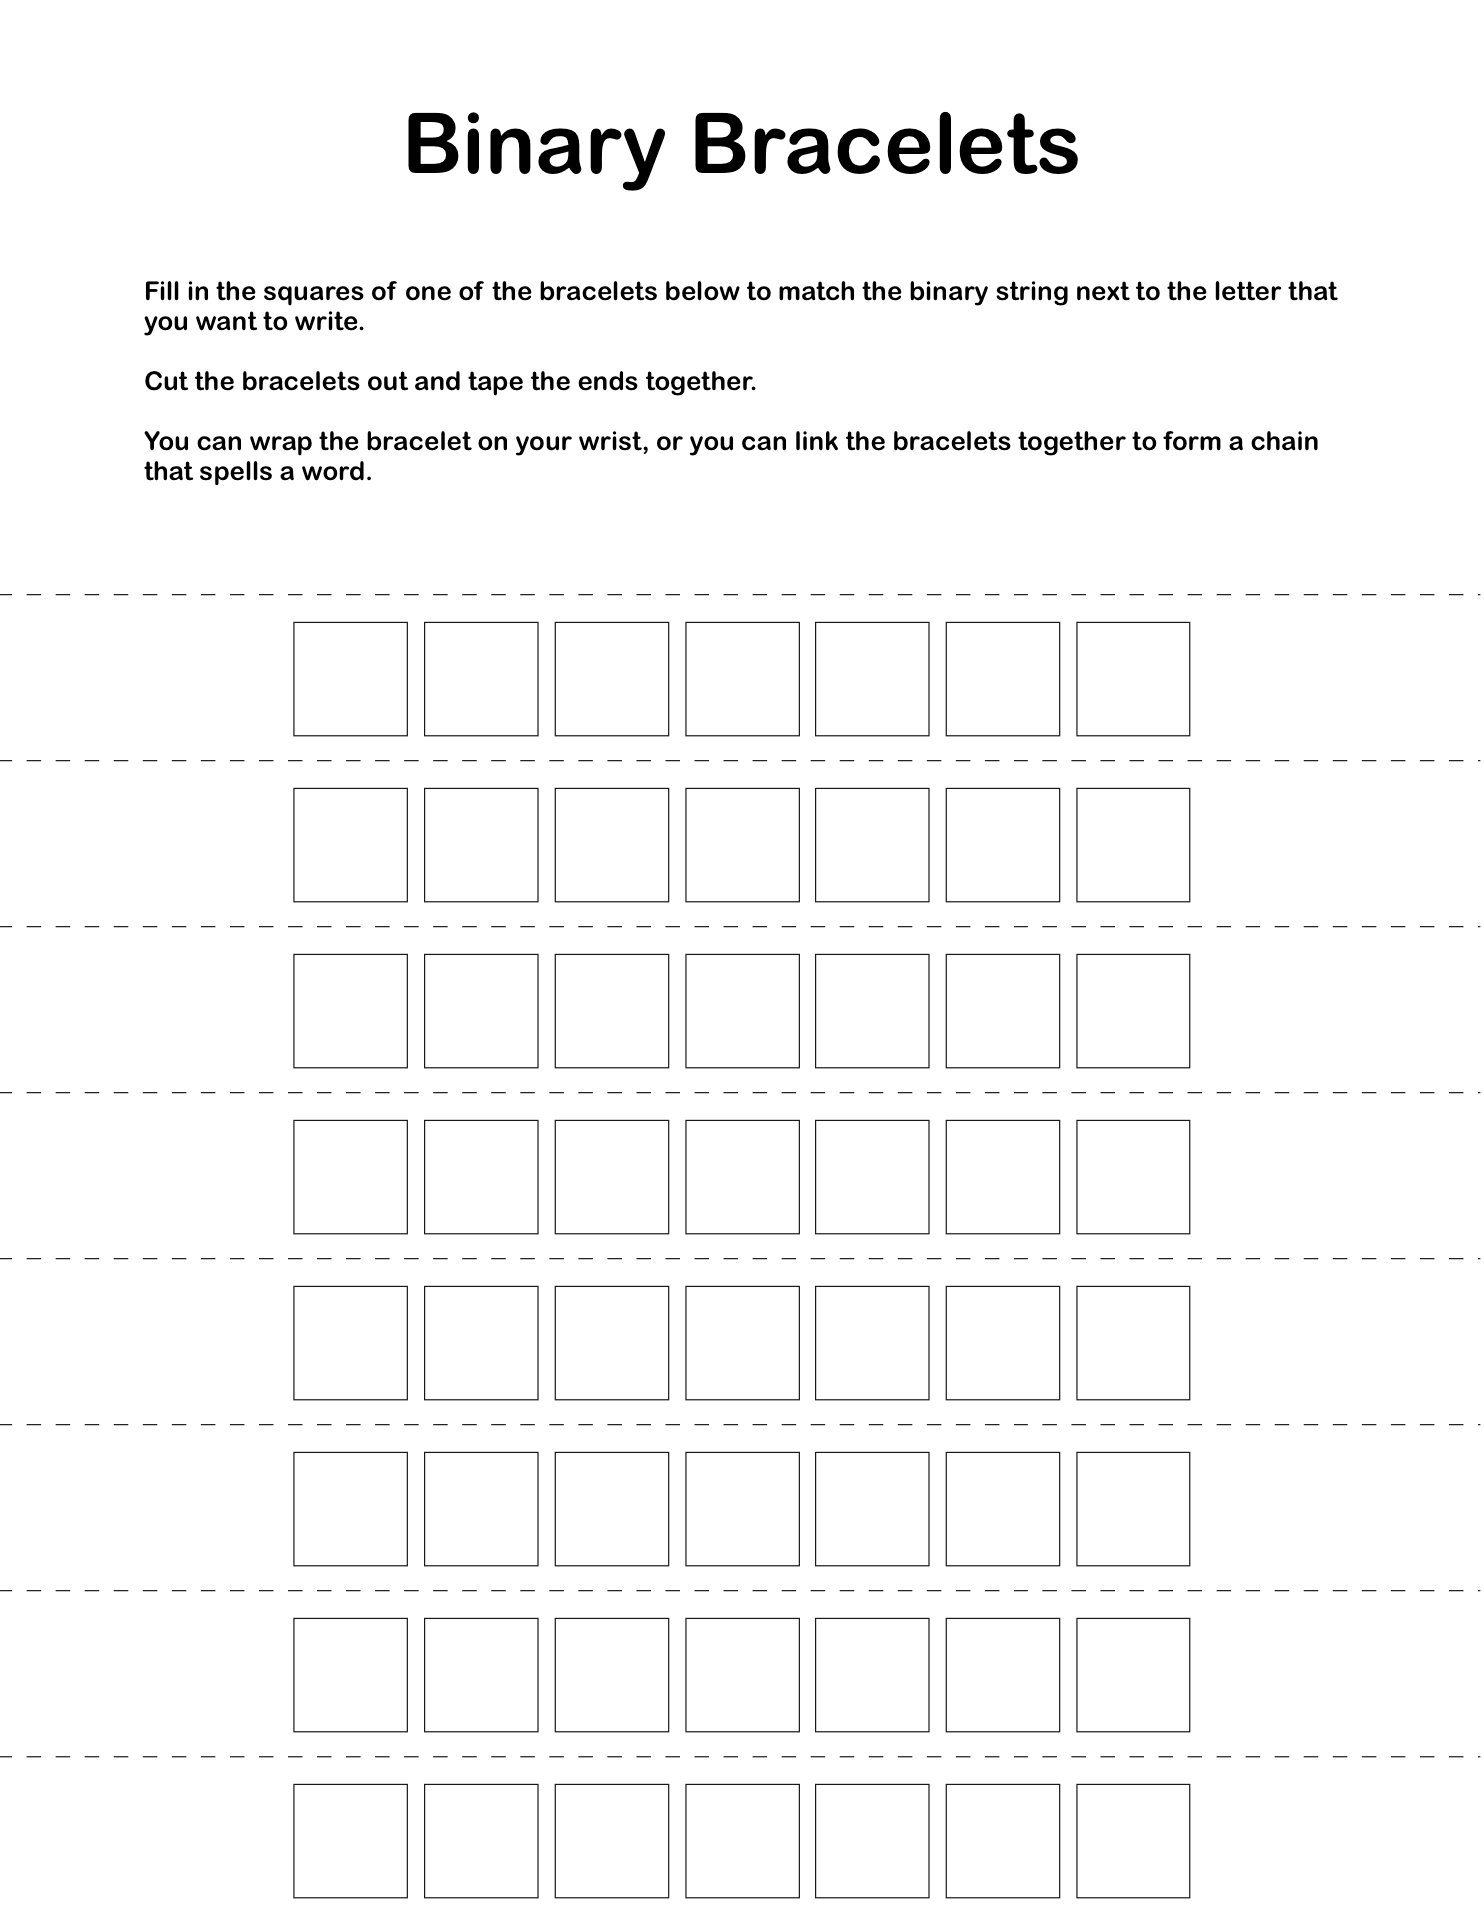 Binary Bracelets
Fill in the squares of one of the bracelets below to match the binary string next to the letter that
you want to write.
Cut the bracelets out and tape the ends together.
You can wrap the bracelet on your wrist, or you can link the bracelets together to form a chain
that spells a word.